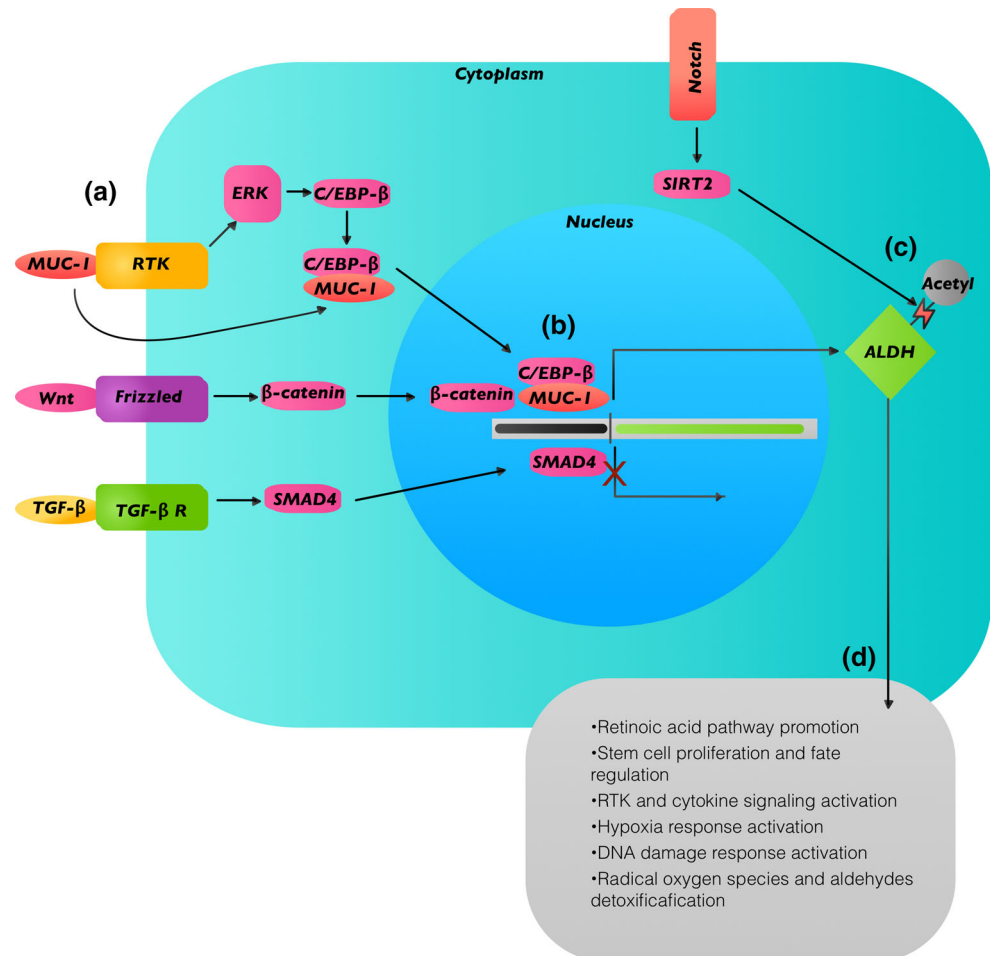 Cytoplasm
Notch
SIRT2
(a)
ERK
C/EBP-β
MUC-1
RTK
C/EBP-β
MUC-1
Nucleus
(c)
Acetyl
ALDH
(b)
C/EBP-β
MUC-1
β-catenin
Wnt
Frizzled
β-catenin
SMAD4
TGF-β
TGF-β R
SMAD4
(d)
•Retinoic acid pathway promotion
•Stem cell proliferation and fate
regulation
•RTK and cytokine signaling activation
•Hypoxia response activation
•DNA damage response activation
•Radical oxygen species and aldehydes
detoxificafication